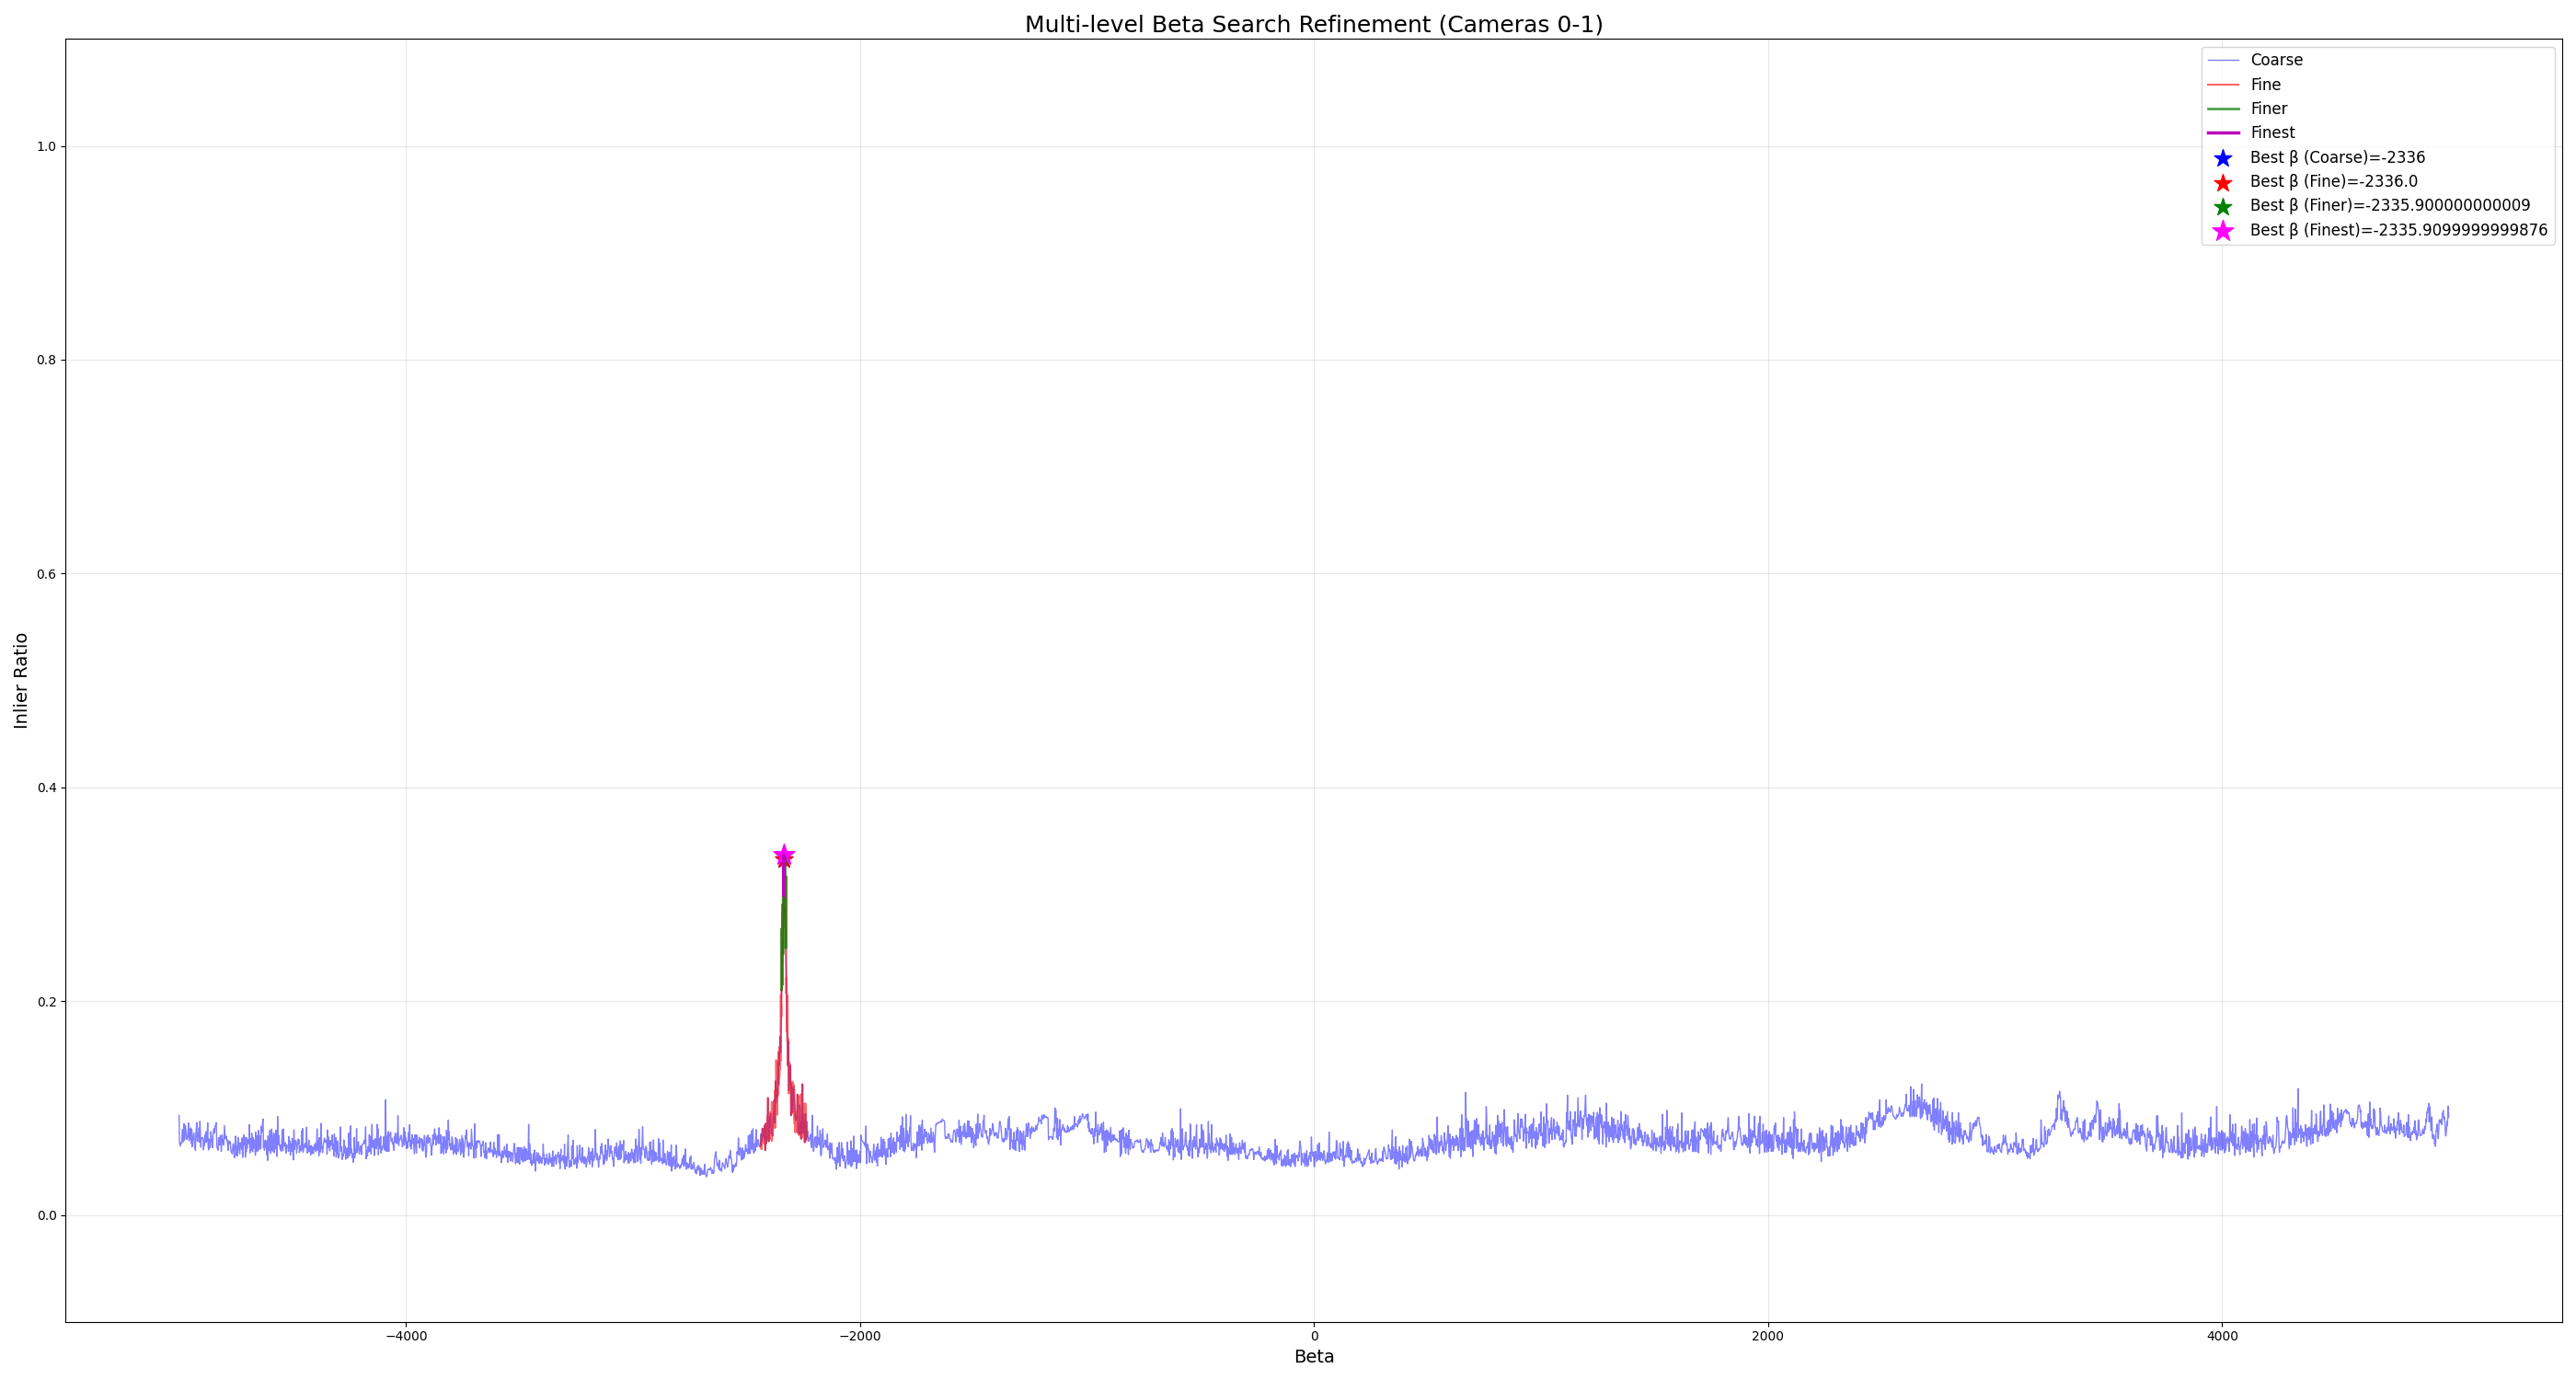 Multi-level Beta Search Refinement (Cameras 0-1)
Coarse
Fine
Finer
Finest
Best β (Coarse)=-2336
Best β (Fine)=-2336.0
Best β (Finer)=-2335.900000000009
Best β (Finest)=-2335.9099999999876
1.0
0.8
0.6
0.4
0.2
0.0
Inlier Ratio
−4000
−2000
0
2000
4000
Beta